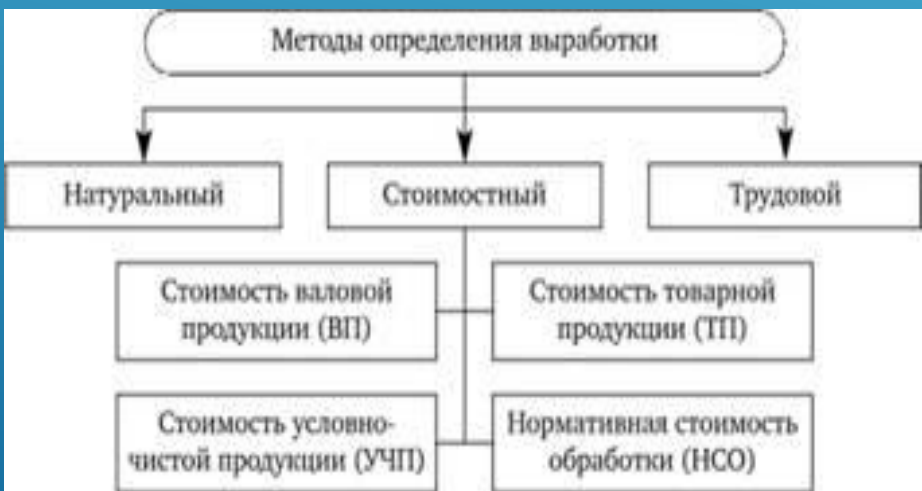 Методы определения выработки
Натуральный
Стоимостный
Трудовой
Стоимость валовой
продукции (ВП)
Стоимость товарной
продукции (ТП)
Стоимость условно-
чистой продукции (УЧП)
Нормативная стоимость
обработки (НСО)